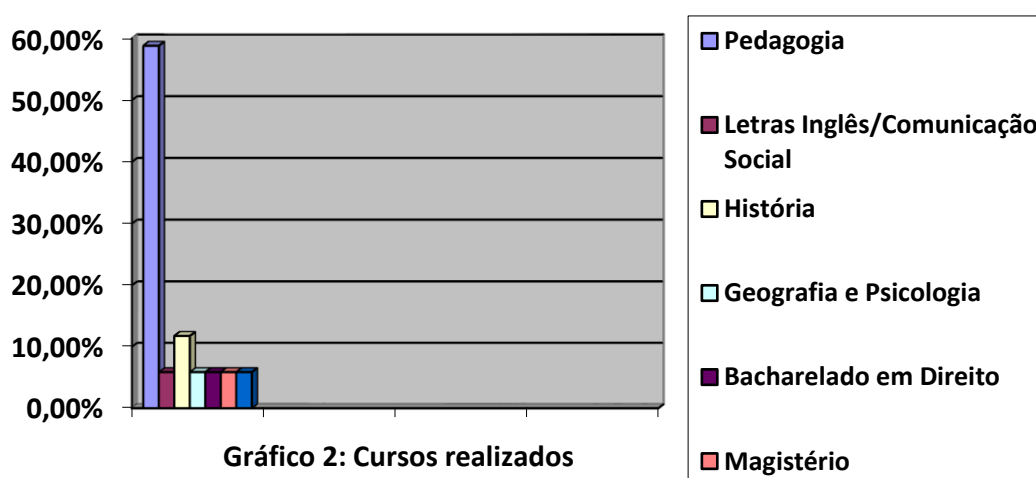 60,00%
50,00%
40,00%
30,00%
20,00%
10,00%
0,00%
Gráfico 2: Cursos realizados
Pedagogia
Letras Inglês/Comunicação
Social
História
Geografia e Psicologia
Bacharelado em Direito
Magistério